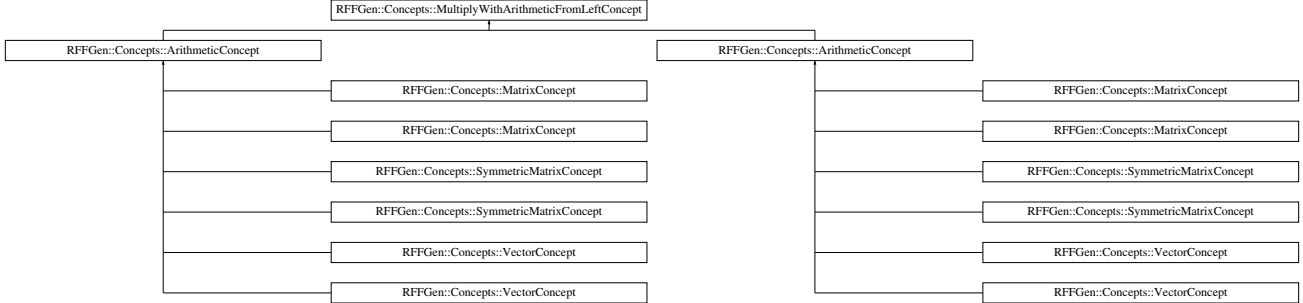 RFFGen::Concepts::MultiplyWithArithmeticFromLeftConcept
RFFGen::Concepts::ArithmeticConcept
RFFGen::Concepts::ArithmeticConcept
RFFGen::Concepts::MatrixConcept
RFFGen::Concepts::MatrixConcept
RFFGen::Concepts::MatrixConcept
RFFGen::Concepts::MatrixConcept
RFFGen::Concepts::SymmetricMatrixConcept
RFFGen::Concepts::SymmetricMatrixConcept
RFFGen::Concepts::SymmetricMatrixConcept
RFFGen::Concepts::SymmetricMatrixConcept
RFFGen::Concepts::VectorConcept
RFFGen::Concepts::VectorConcept
RFFGen::Concepts::VectorConcept
RFFGen::Concepts::VectorConcept